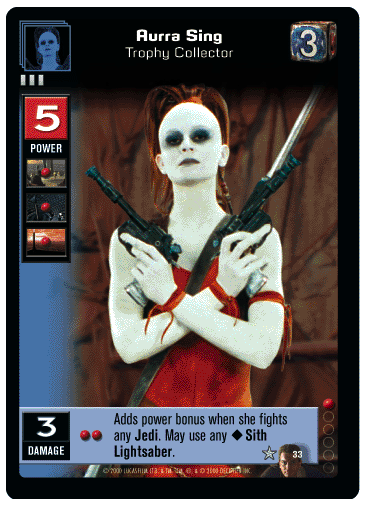 Aurra Sing
Trophy Collector
3
5
POWER
3
DAMAGE
Adds power bonus when she fights
any Jedi. May use any ◆ Sith
Lightsaber.
33